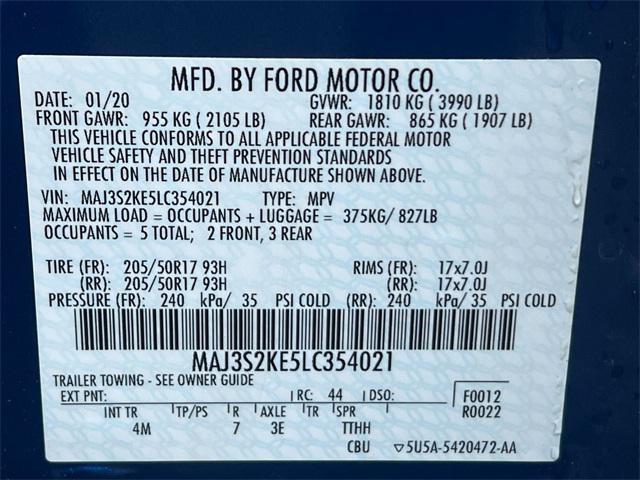 MFD. BY FORD MOTOR CO.
DATE: 01/20 GVWR: 1810 KG (3990 LB)
FRONT GAWR: 955 KG (2105 LB) REAR GAWR: 865 KG (1907 LB)
THIS VEHICLE CONFORMS TO ALL APPLICABLE FEDERAL MOTOR
VEHICLE SAFETY AND THEFT PREVENTION STANDARDS
IN EFFECT ON THE DATE OF MANUFACTURE SHOWN ABOVE.
VIN: MAJ3S2KE5LC354021 TYPE: MPV
MAXIMUM LOAD = OCCUPANTS + LUGGAGE = 375KG/ 827LB
OCCUPANTS = 5 TOTAL; 2 FRONT, 3 REAR
TIRE (FR): 205/50R17 93H RIMS (FR): 17x7.0J
(RR): 205/50R17 93H (RR): 17x7.0J
PRESSURE (FR): 240 kPa/ 35 PSI COLD (RR): 240 kPa/ 35 PSI COLD
MAJ3S2KE5LC354021
TRAILER TOWING - SEE OWNER GUIDE
EXT PNT: RC: 44 DSO: F0012
R0022
INT TR TP/PS R AXLE TR SPR
4M 7 3E TTHH
CBU ▽5U5A-5420472-AA